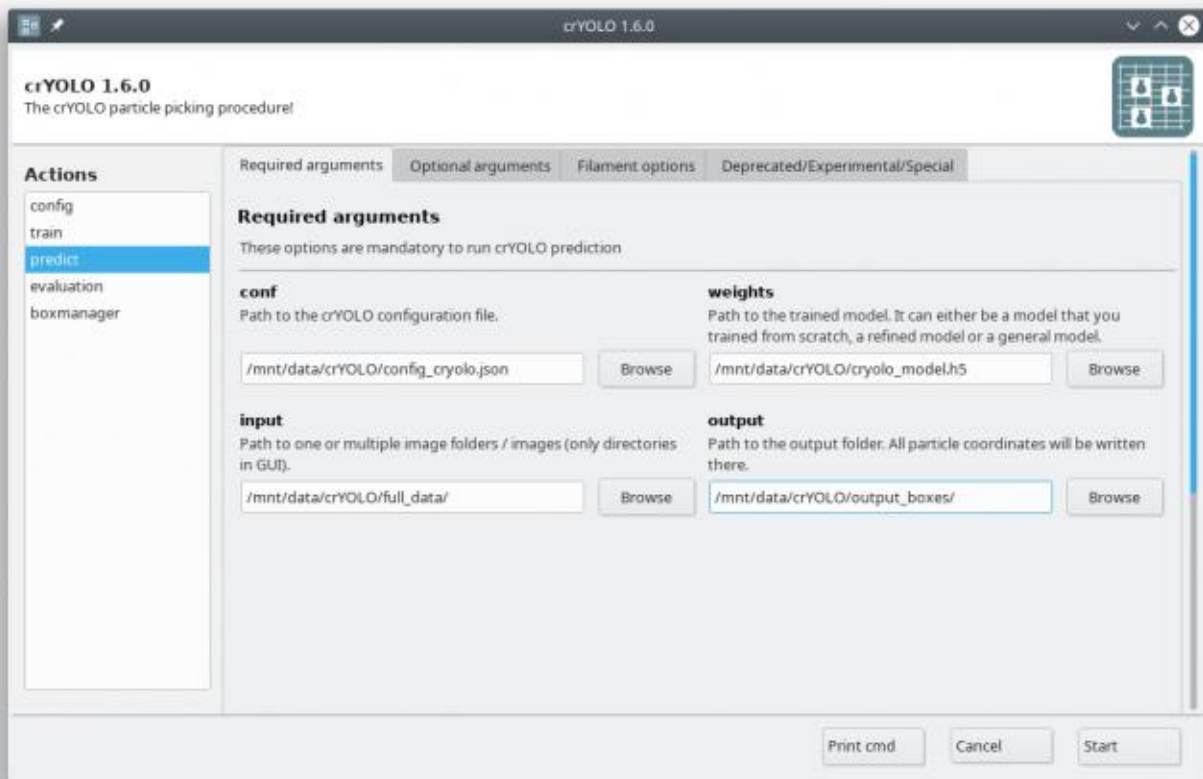 crYOLO 1.6.0
crYOLO 1.6.0
The crYOLO particle picking procedure!
Actions
config
train
predict
evaluation
boxmanager
Required arguments
Optional arguments
Filament options
Deprecated/Experimental/Special
Required arguments
These options are mandatory to run crYOLO prediction
conf
Path to the crYOLO configuration file.
/mnt/data/crYOLO/config_cryolo.json
Browse
weights
Path to the trained model. It can either be a model that you
trained from scratch, a refined model or a general model.
/mnt/data/crYOLO/cryolo_model.h5
Browse
input
Path to one or multiple image folders / images (only directories
in GUI).
/mnt/data/crYOLO/full_data/
Browse
output
Path to the output folder. All particle coordinates will be written
there.
/mnt/data/crYOLO/output_boxes/
Browse
Print cmd
Cancel
Start